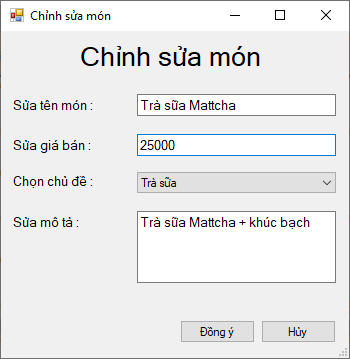 Chỉnh sửa món
Chỉnh sửa món
Sửa tên món : Trà sữa Mattcha
Sửa giá bán : 25000
Chọn chủ đề : Trà sữa
Sửa mô tả : Trà sữa Mattcha + khúc bạch
Đồng ý Hủy